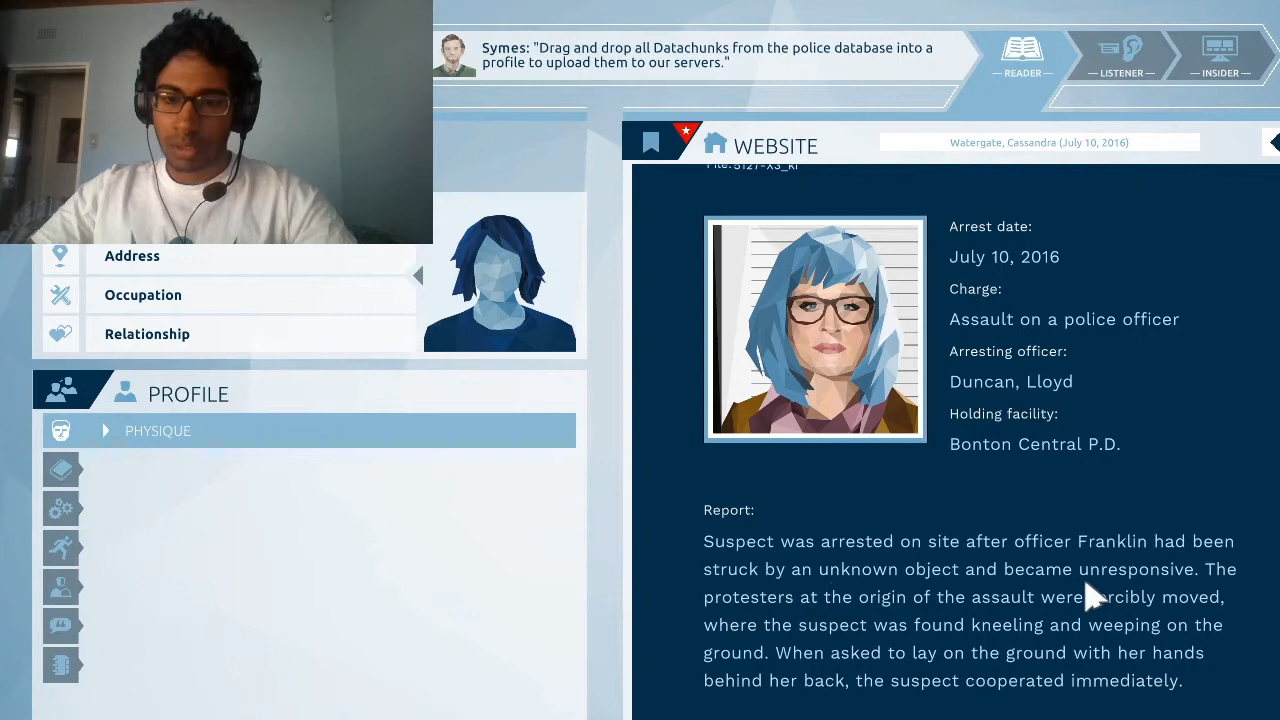 Symes: "Drag and drop all Datachunks from the police database into a
profile to upload them to our servers."
READER
LISTENER
INSIDER
WEBSITE
Watergate, Cassandra (July 10, 2016)
File: 5127-X3_kl
Arrest date:
July 10, 2016
Charge:
Assault on a police officer
Arresting officer:
Duncan, Lloyd
Holding facility:
Bonton Central P.D.
Address
Occupation
Relationship
PROFILE
PHYSIQUE
Report:
Suspect was arrested on site after officer Franklin had been
struck by an unknown object and became unresponsive. The
protesters at the origin of the assault were forcibly moved,
where the suspect was found kneeling and weeping on the
ground. When asked to lay on the ground with her hands
behind her back, the suspect cooperated immediately.